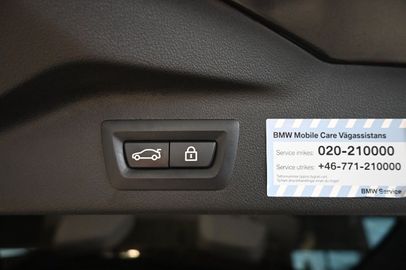 BMW Mobile Care Vägassistans
Service inrikes: 020-210000
Service utrikes: +46-771-210000
BMW Service